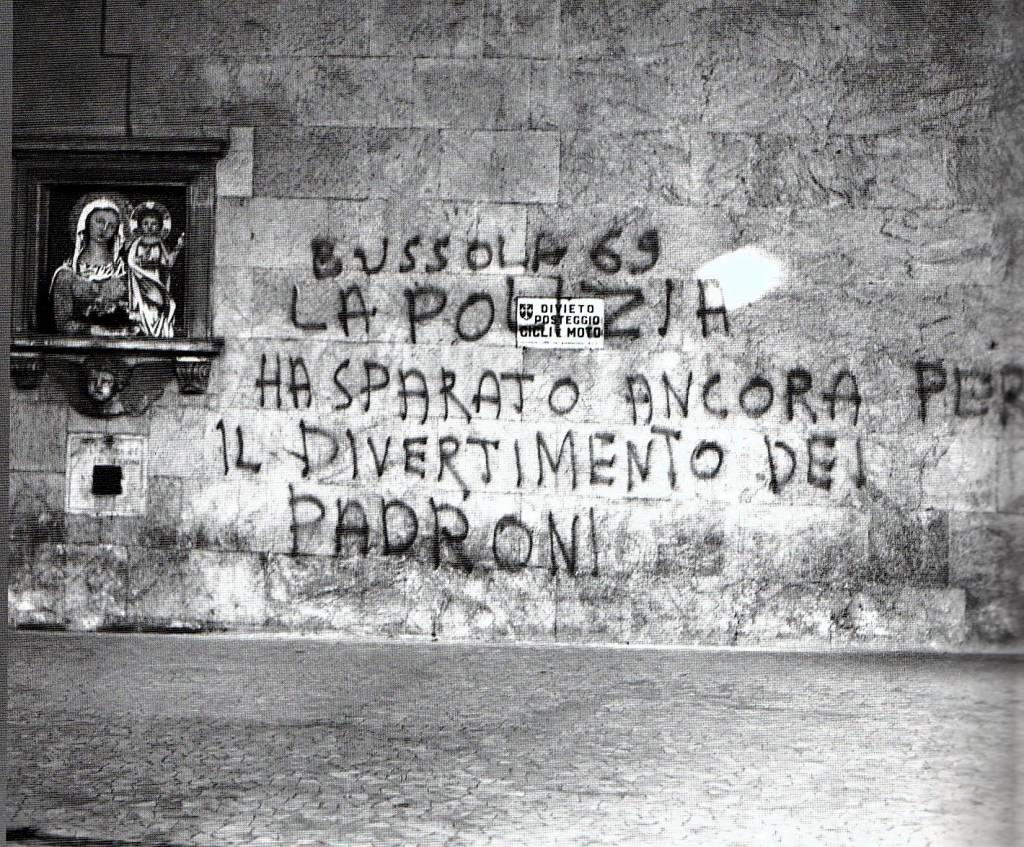 BUSSOLA 69
LA POLIZIA
DIVIETO
POSTEGGIO
CICLI E MOTO
HA SPARATO ANCORA PER
IL DIVERTIMENTO DEI
PADRONI